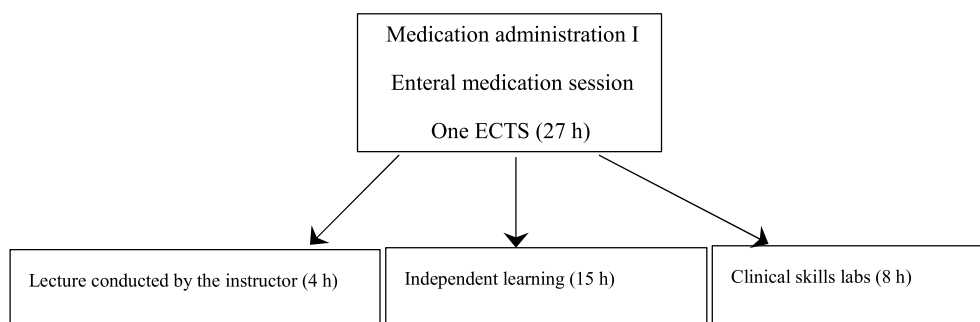 Medication administration I
Enteral medication session
One ECTS (27 h)
Lecture conducted by the instructor (4 h)
Independent learning (15 h)
Clinical skills labs (8 h)